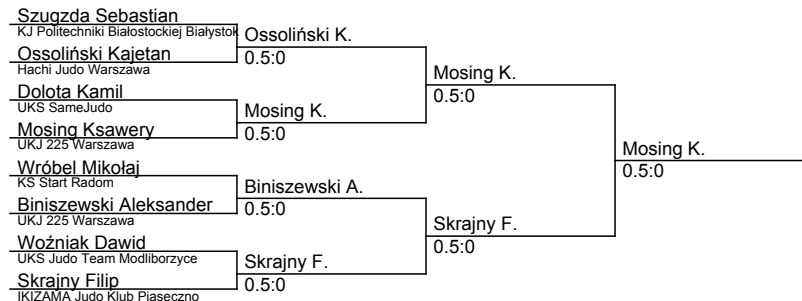 Szugzda Sebastian
KJ Politechniki Białostockiej Białystok
Ossoliński Kajetan
Hachi Judo Warszawa
Dolota Kamil
UKS SameJudo
Mosing Ksawery
UKJ 225 Warszawa
Wróbel Mikołaj
KS Start Radom
Biniszewski Aleksander
UKJ 225 Warszawa
Woźniak Dawid
UKS Judo Team Modliborzyce
Skrajny Filip
IKIZAMA Judo Klub Piaseczno
Ossoliński K.
0.5:0
Mosing K.
0.5:0
Biniszewski A.
0.5:0
Skrajny F.
0.5:0
Mosing K.
0.5:0
Skrajny F.
0.5:0
Mosing K.
0.5:0